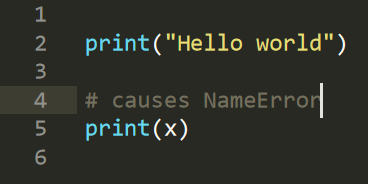 1
2 print("Hello world")
3
4 # causes NameError
5 print(x)
6